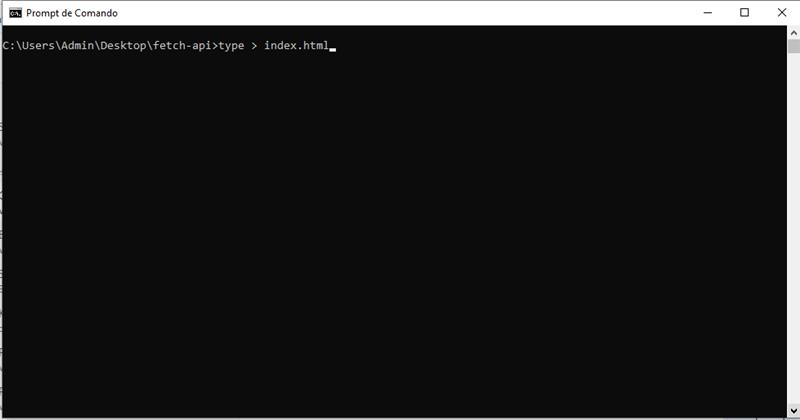 Prompt de Comando
C:\Users\Admin\Desktop\fetch-api>type > index.html